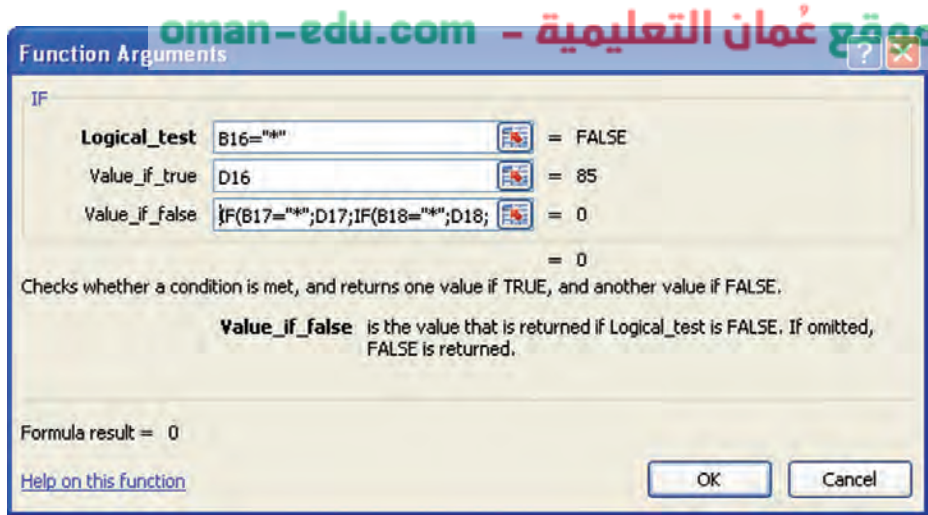 موقع عُمان التعليمية - oman-edu.com
Function Arguments
IF
Logical_test B16="*" = FALSE
Value_if_true D16 = 85
Value_if_false IF(B17="*";D17;IF(B18="*";D18; = 0
= 0
Checks whether a condition is met, and returns one value if TRUE, and another value if FALSE.
Value_if_false is the value that is returned if Logical_test is FALSE. If omitted,
FALSE is returned.
Formula result = 0
Help on this function OK Cancel